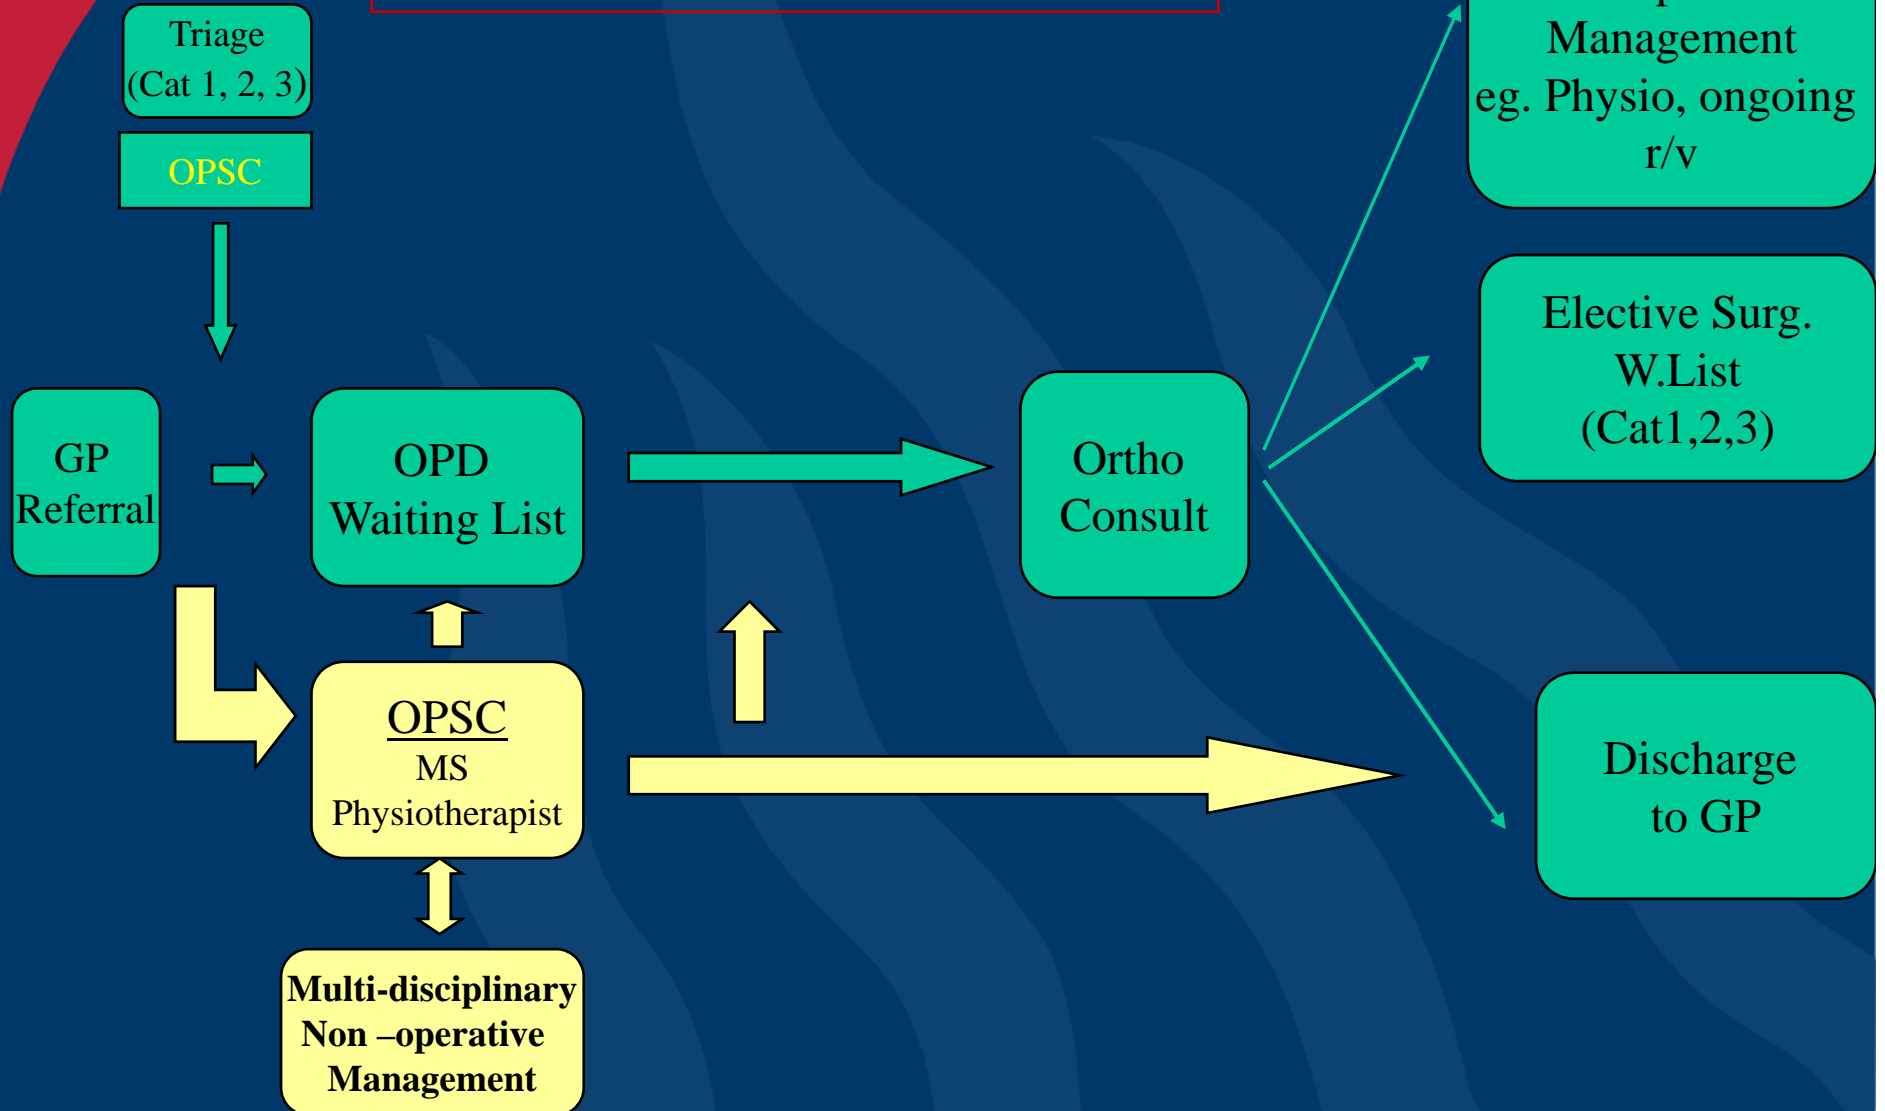 Triage
(Cat 1, 2, 3)
OPSC
Management
eg. Physio, ongoing
r/v
Elective Surg.
W.List
(Cat1,2,3)
GP
Referral
OPD
Waiting List
Ortho
Consult
OPSC
MS
Physiotherapist
Discharge
to GP
Multi-disciplinary
Non –operative
Management